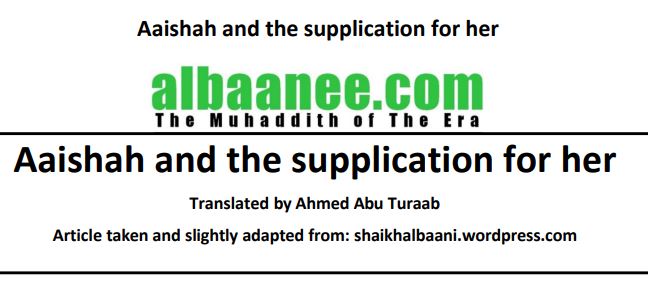 Aaishah and the supplication for her
albaanee.com
The Muhaddith of The Era
Aaishah and the supplication for her
Translated by Ahmed Abu Turaab
Article taken and slightly adapted from: shaikhalbaani.wordpress.com